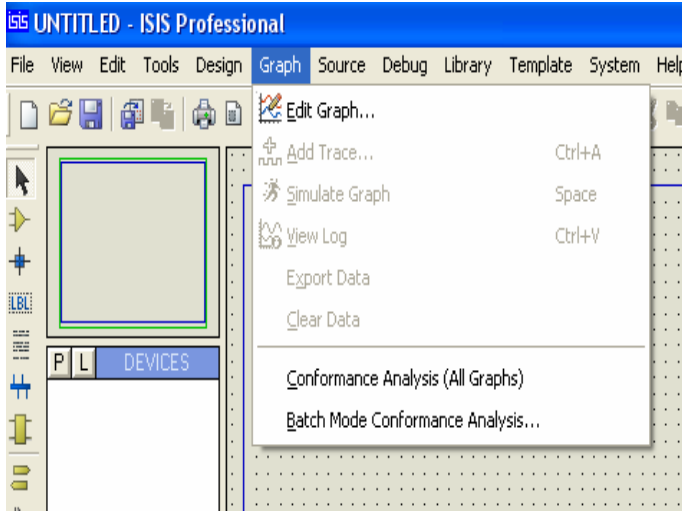 isis UNTITLED - ISIS Professional
File View Edit Tools Design Graph Source Debug Library Template System Help
Edit Graph...
Add Trace... Ctrl+A
Simulate Graph Space
View Log Ctrl+V
Export Data
Clear Data
Conformance Analysis (All Graphs)
Batch Mode Conformance Analysis...
LBL
P L DEVICES